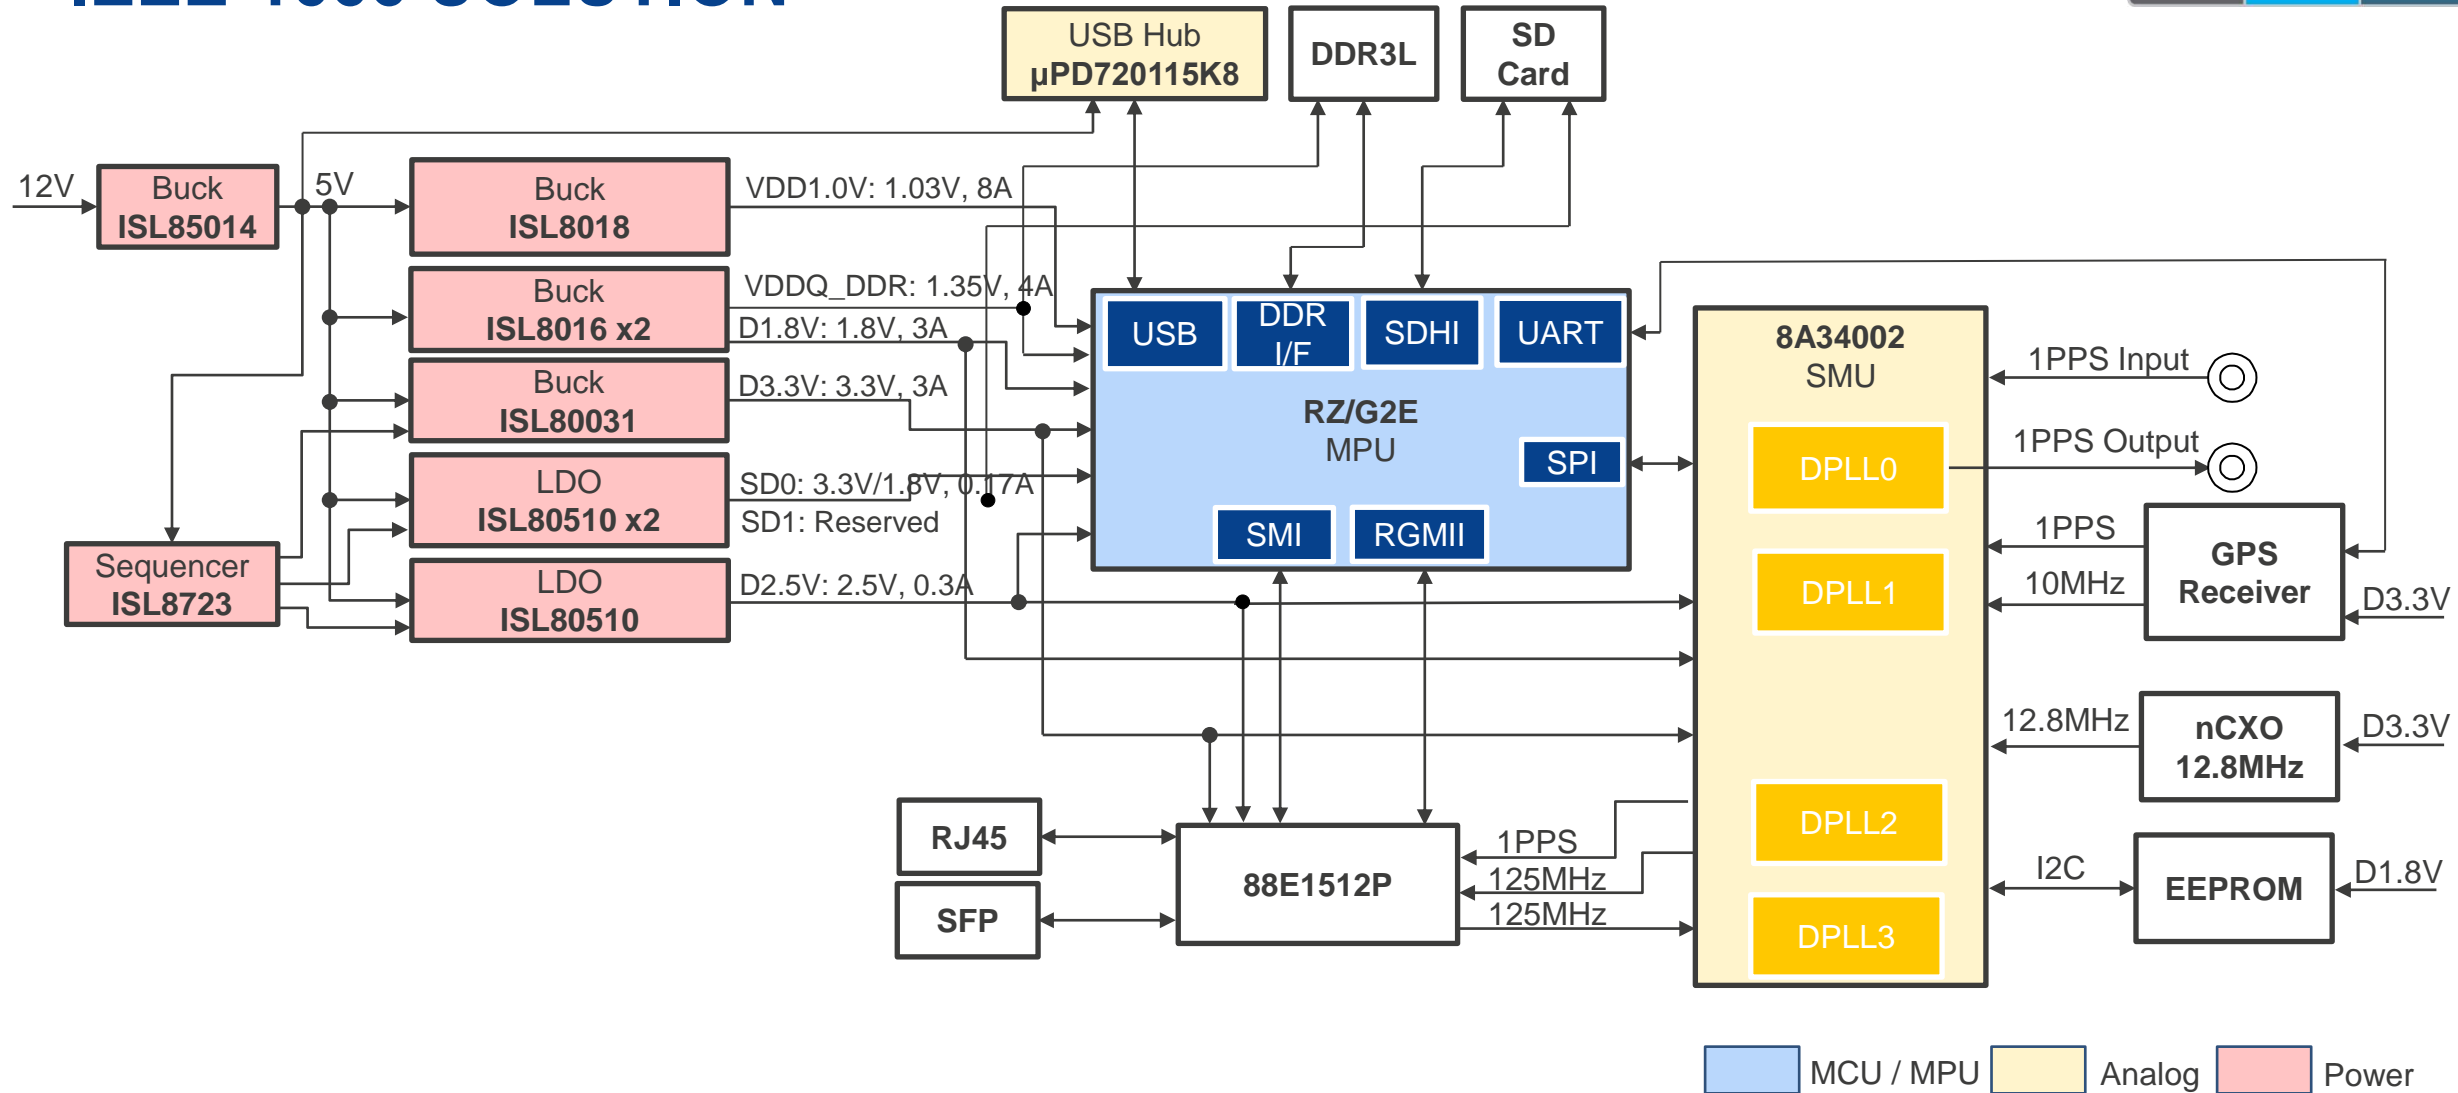 USB Hub
µPD720115K8
DDR3L
SD
Card
12V
Buck
ISL85014
5V
Buck
ISL8018
VDD1.0V: 1.03V, 8A
Buck
ISL8016 x2
VDDQ_DDR: 1.35V, 4A
D1.8V: 1.8V, 3A
Buck
ISL80031
D3.3V: 3.3V, 3A
LDO
ISL80510 x2
SD0: 3.3V/1.8V, 0.17A
SD1: Reserved
Sequencer
ISL8723
LDO
ISL80510
D2.5V: 2.5V, 0.3A
USB
DDR
I/F
SDHI
UART
RZ/G2E
MPU
SPI
SMI
RGMII
8A34002
SMU
DPLL0
DPLL1
DPLL2
DPLL3
1PPS Input
1PPS Output
1PPS
10MHz
GPS
Receiver
D3.3V
12.8MHz
nCXO
12.8MHz
D3.3V
I2C
EEPROM
D1.8V
RJ45
SFP
88E1512P
1PPS
125MHz
125MHz
MCU / MPU
Analog
Power